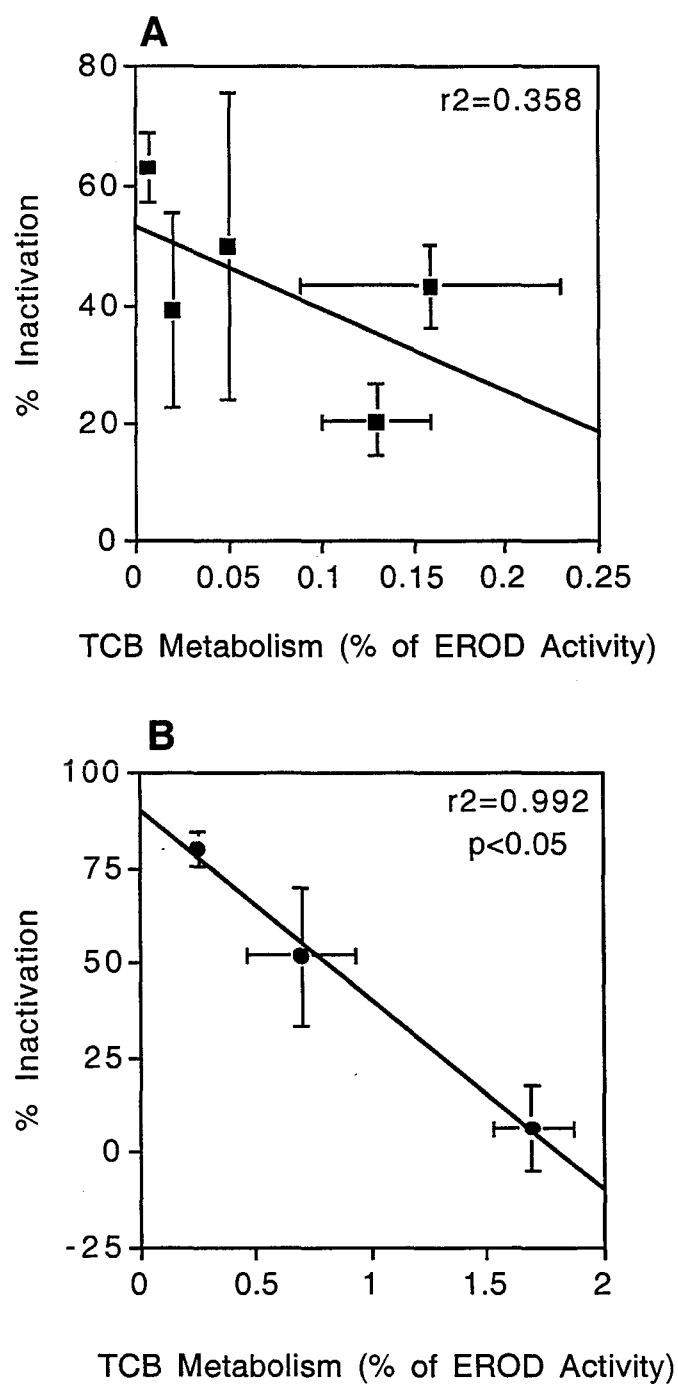 A
80
r2=0.358
60
40
20
0
0 0.05 0.1 0.15 0.2 0.25
% Inactivation
TCB Metabolism (% of EROD Activity)
B
100
r2=0.992
p<0.05
75
50
25
0
-25
0 0.5 1 1.5 2
% Inactivation
TCB Metabolism (% of EROD Activity)